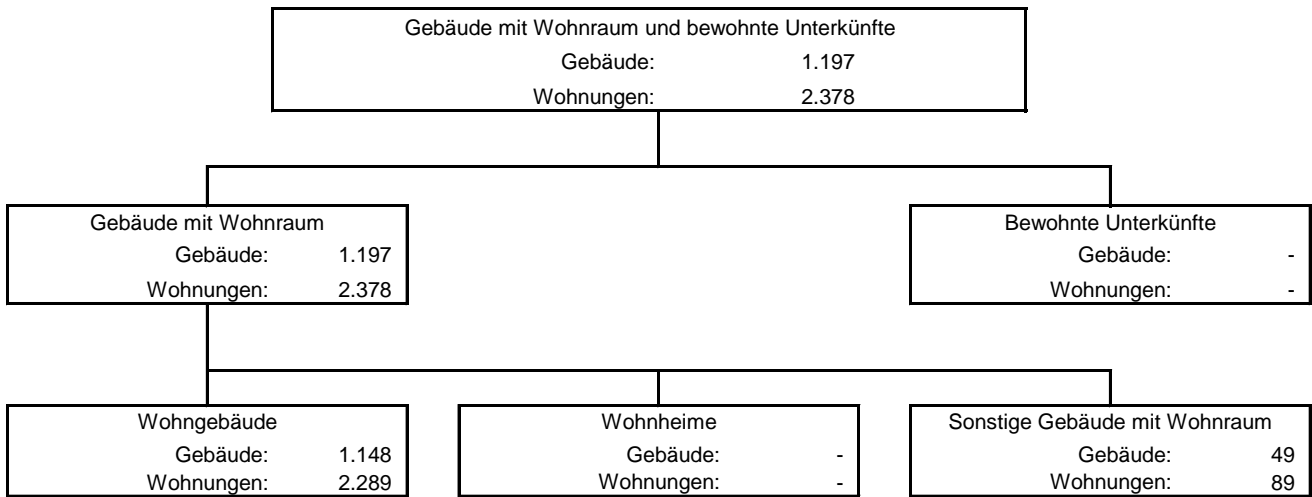 Gebäude mit Wohnraum und bewohnte Unterkünfte
Gebäude: 1.197
Wohnungen: 2.378
Gebäude mit Wohnraum
Gebäude: 1.197
Wohnungen: 2.378
Bewohnte Unterkünfte
Gebäude: -
Wohnungen: -
Wohngebäude
Gebäude: 1.148
Wohnungen: 2.289
Wohnheime
Gebäude: -
Wohnungen: -
Sonstige Gebäude mit Wohnraum
Gebäude: 49
Wohnungen: 89